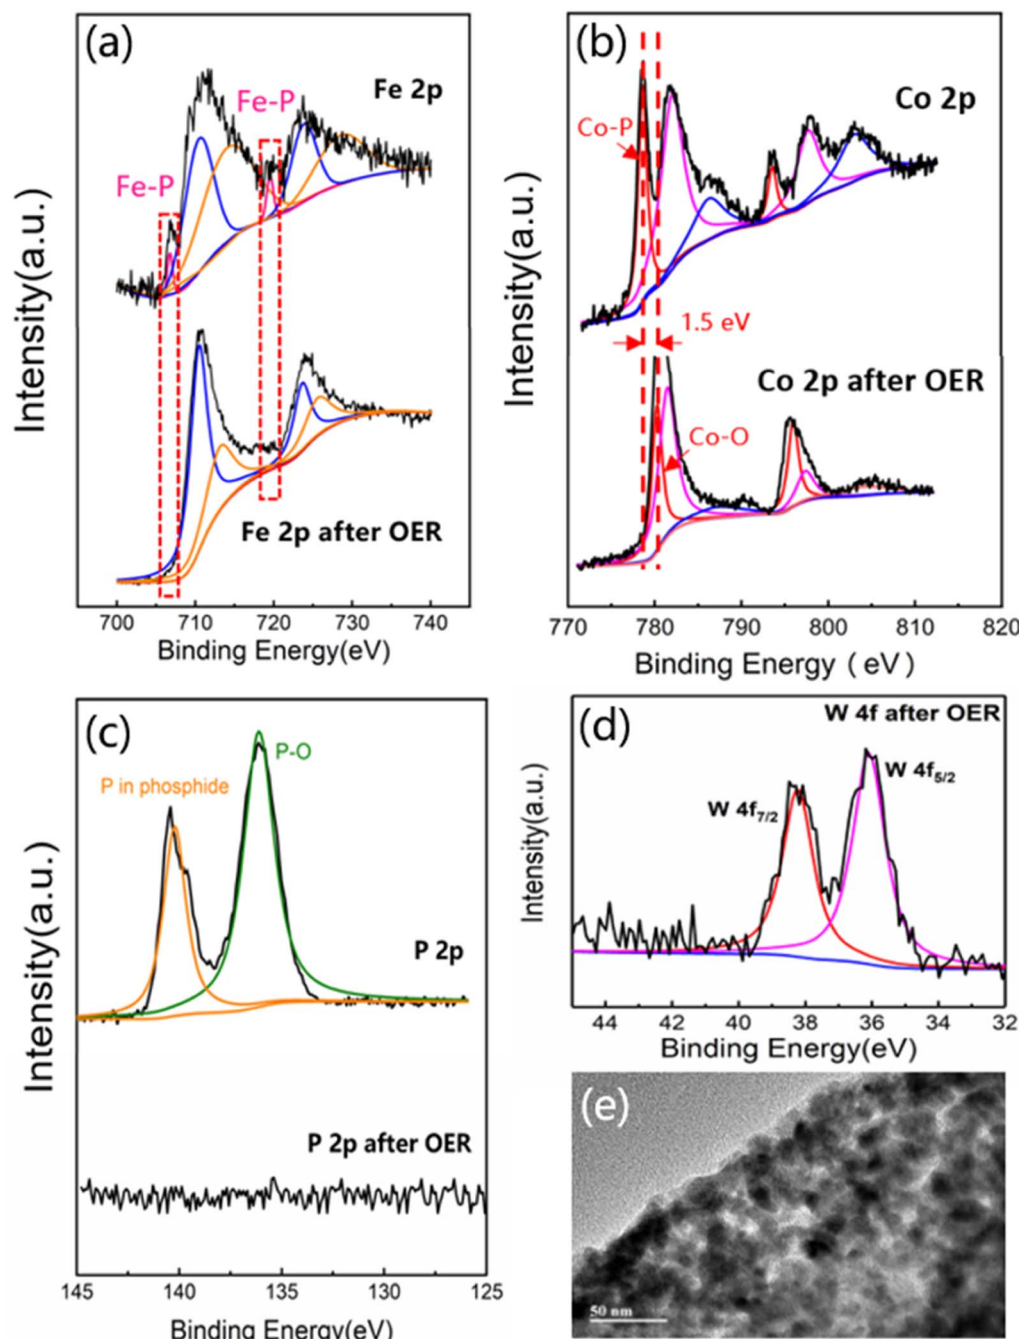 (a)
Fe 2p
Fe-P
Fe-P
Fe 2p after OER
Intensity(a.u.)
700 710 720 730 740
Binding Energy(eV)
(b)
Co 2p
Co-P
1.5 eV
Co 2p after OER
Co-O
Intensity(a.u.)
770 780 790 800 810 820
Binding Energy (eV)
(c)
P-O
P in phosphide
P 2p
P 2p after OER
Intensity(a.u.)
145 140 135 130 125
Binding Energy(eV)
(d)
W 4f after OER
W 4f5/2
W 4f7/2
Intensity(a.u.)
44 42 40 38 36 34 32
Binding Energy(eV)
(e)
50 nm